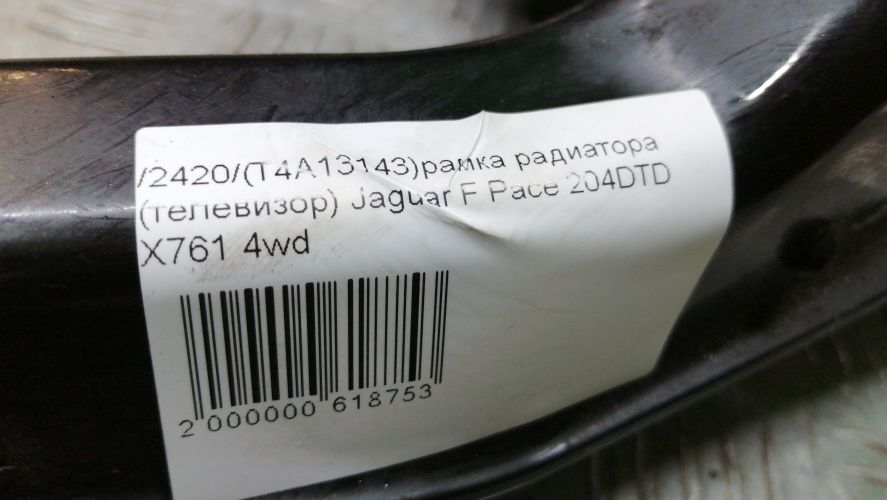 /2420/(T4A13143)рамка радиатора
(телевизор) Jaguar F Pace 204DTD
X761 4wd
2 000000 618753